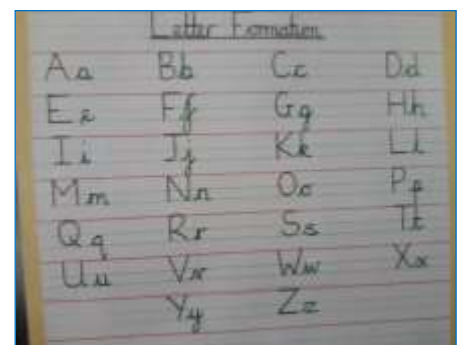 Letter Formation
Aa Bb Cc Dd
Ee Ff Gg Hh
Ii Jj Kk Ll
Mm Nn Oo Pp
Qq Rr Ss Tt
Uu Vv Ww Xx
Yy Zz